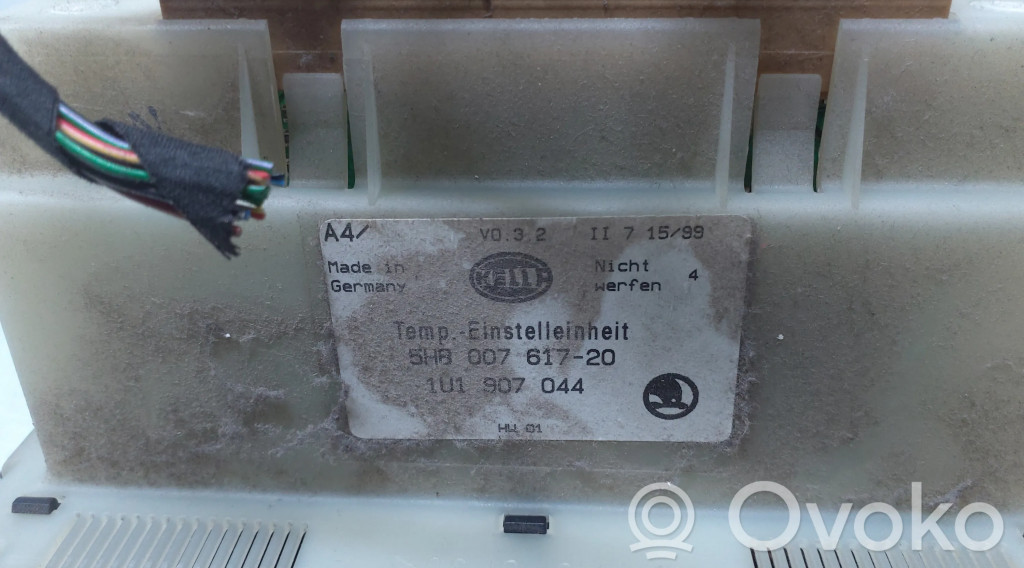 A4/ V0.3 2 II 7 15/99
Made in Germany
HELLA
Nicht werfen 4
Temp.-Einstelleinheit
5HB 007 617-20
1U1 907 044
HW 01
Ovoko